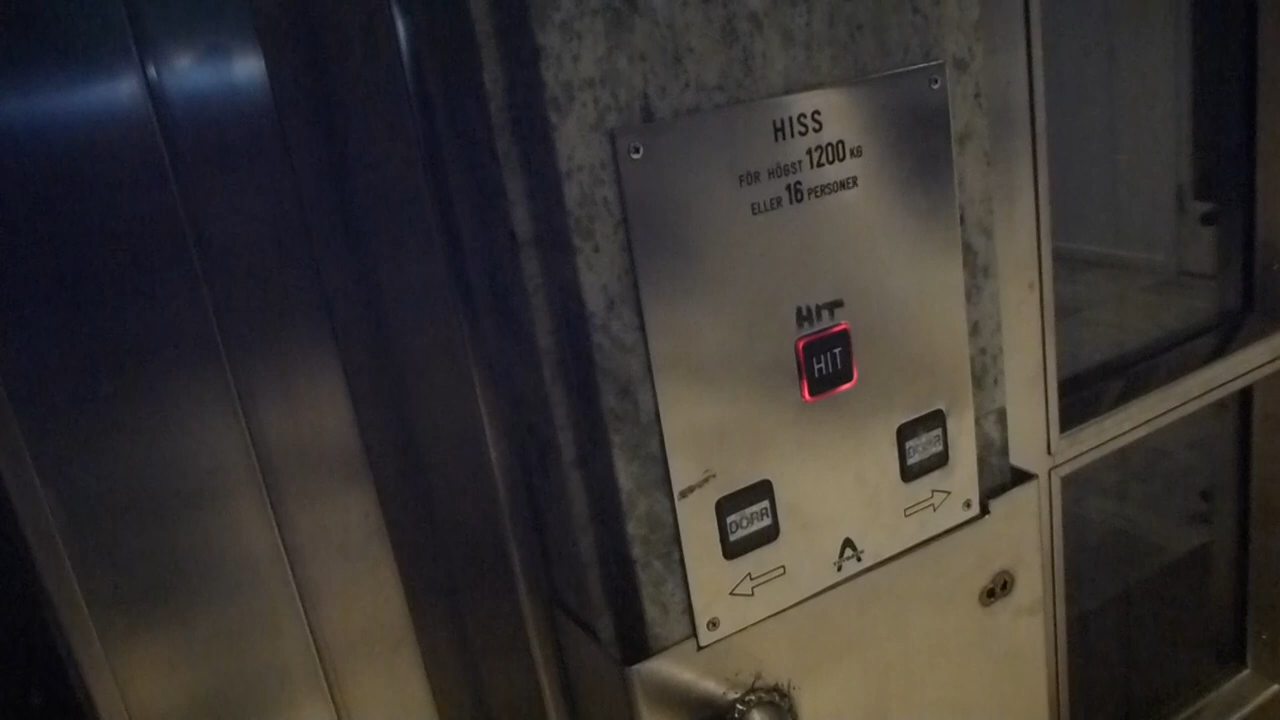 HISS
FÖR HÖGST 1200 KG
ELLER 16 PERSONER
HIT
HIT
DÖRR
DÖRR